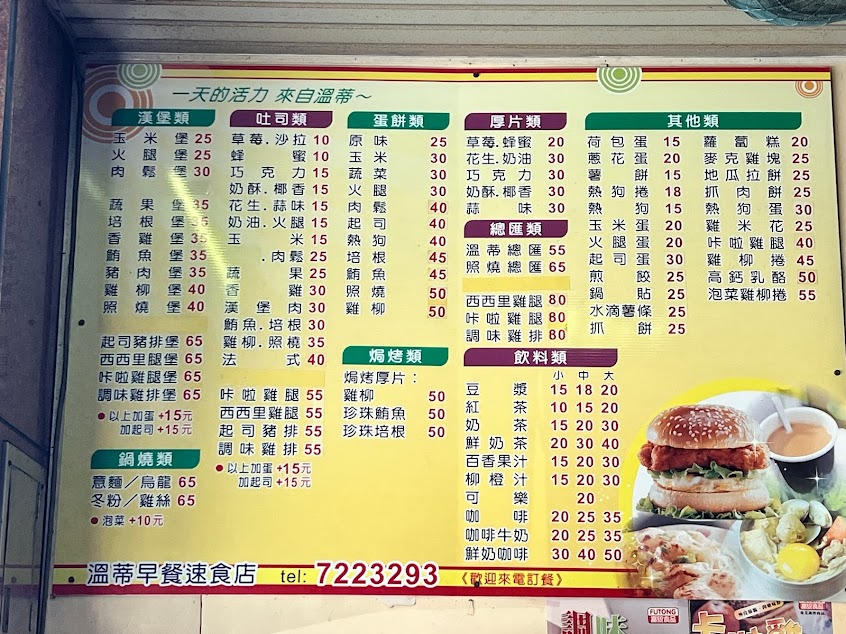 一天的活力 來自溫蒂～
漢堡類
玉米堡 25
火腿堡 25
肉鬆堡 30
蔬果堡 35
培根堡 35
香雞堡 35
鮪魚堡 35
豬肉堡 35
雞柳堡 40
照燒堡 40
起司豬排堡 65
西西里腿堡 65
咔啦雞腿堡 65
調味雞排堡 65
●以上加蛋+15元
加起司+15元
鍋燒類
意麵／烏龍 65
冬粉／雞絲 65
●泡菜+10元
吐司類
草莓.沙拉 10
蜂蜜 10
巧克力 15
奶酥.椰香 15
花生.蒜味 15
奶油.火腿 15
玉米 15
.肉鬆 25
蔬果 25
香雞 30
漢堡肉 30
鮪魚.培根 30
雞柳.照燒 35
法式 40
咔啦雞腿 55
西西里雞腿 55
起司豬排 55
調味雞排 55
●以上加蛋+15元
加起司+15元
蛋餅類
原味 25
玉米 30
蔬菜 30
火腿 30
肉鬆 40
起司 40
熱狗 40
培根 45
鮪魚 45
照燒 50
雞柳 50
焗烤類
焗烤厚片：
雞柳 50
珍珠鮪魚 50
珍珠培根 50
厚片類
草莓.蜂蜜 20
花生.奶油 30
巧克力 30
奶酥.椰香 30
蒜味 30
總匯類
溫蒂總匯 55
照燒總匯 65
西西里雞腿 80
咔啦雞腿 80
調味雞排 80
飲料類
小 中 大
豆漿 15 18 20
紅茶 10 15 20
奶茶 15 20 30
鮮奶茶 20 30 40
百香果汁 15 20 30
柳橙汁 15 20 30
可樂 20
咖啡 20 25 35
咖啡牛奶 20 25 35
鮮奶咖啡 30 40 50
其他類
荷包蛋 15
蔥花蛋 20
薯餅 15
熱狗捲 18
熱狗 15
玉米蛋 20
火腿蛋 20
起司蛋 30
煎餃 25
鍋貼 25
水滴薯條 25
抓餅 25
蘿蔔糕 20
麥克雞塊 25
地瓜拉餅 25
抓肉餅 25
熱狗蛋 30
雞米花 25
咔啦雞腿 40
雞柳捲 45
高鈣乳酪 50
泡菜雞柳捲 55
溫蒂早餐速食店 tel: 7223293 《歡迎來電訂餐》
FUTONG